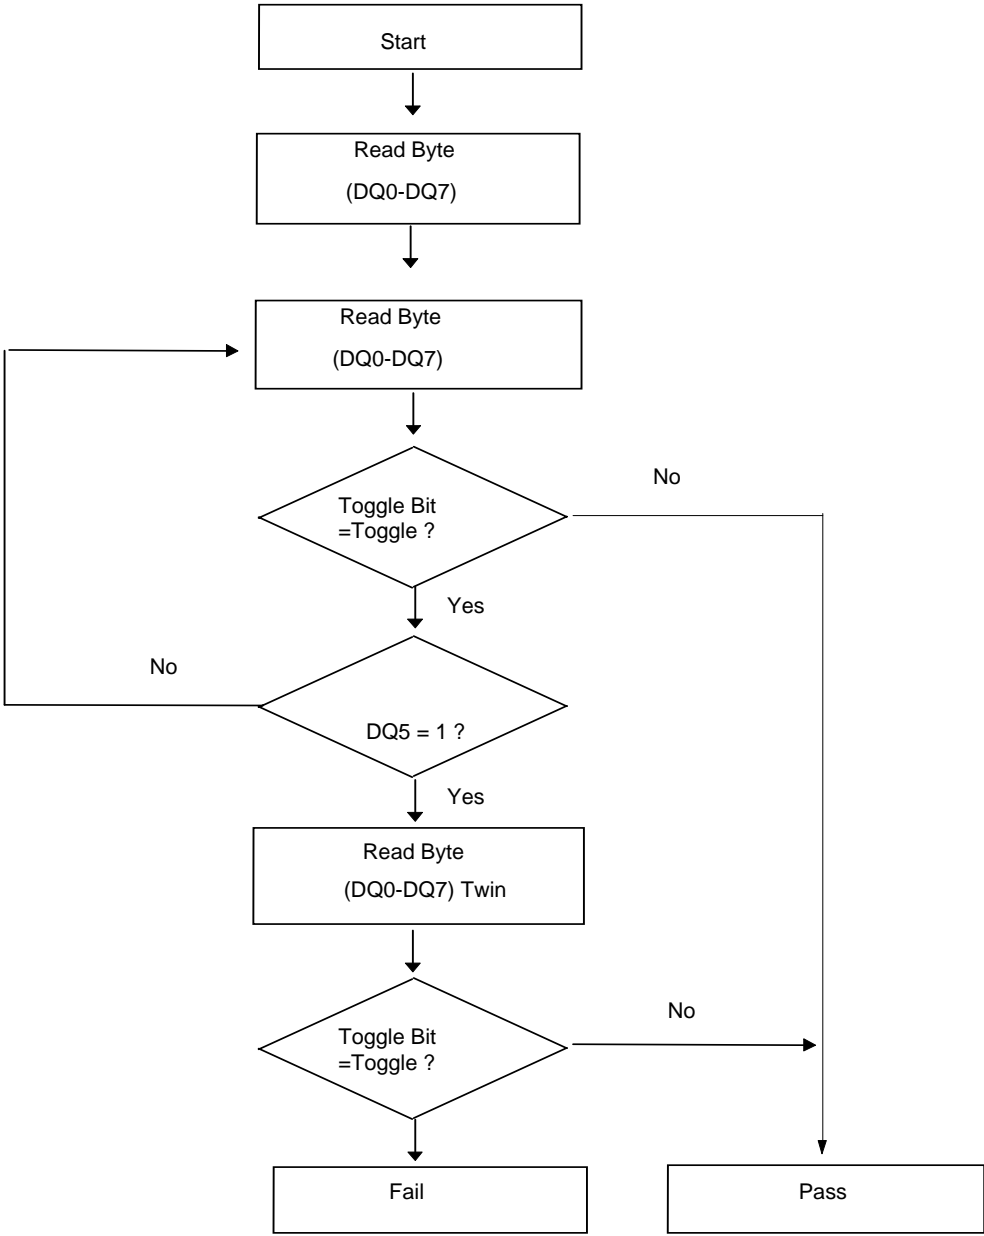 Start
Read Byte
(DQ0-DQ7)
Read Byte
(DQ0-DQ7)
No
Toggle Bit
=Toggle ?
Yes
No
DQ5 = 1 ?
Yes
Read Byte
(DQ0-DQ7) Twin
No
Toggle Bit
=Toggle ?
Fail
Pass